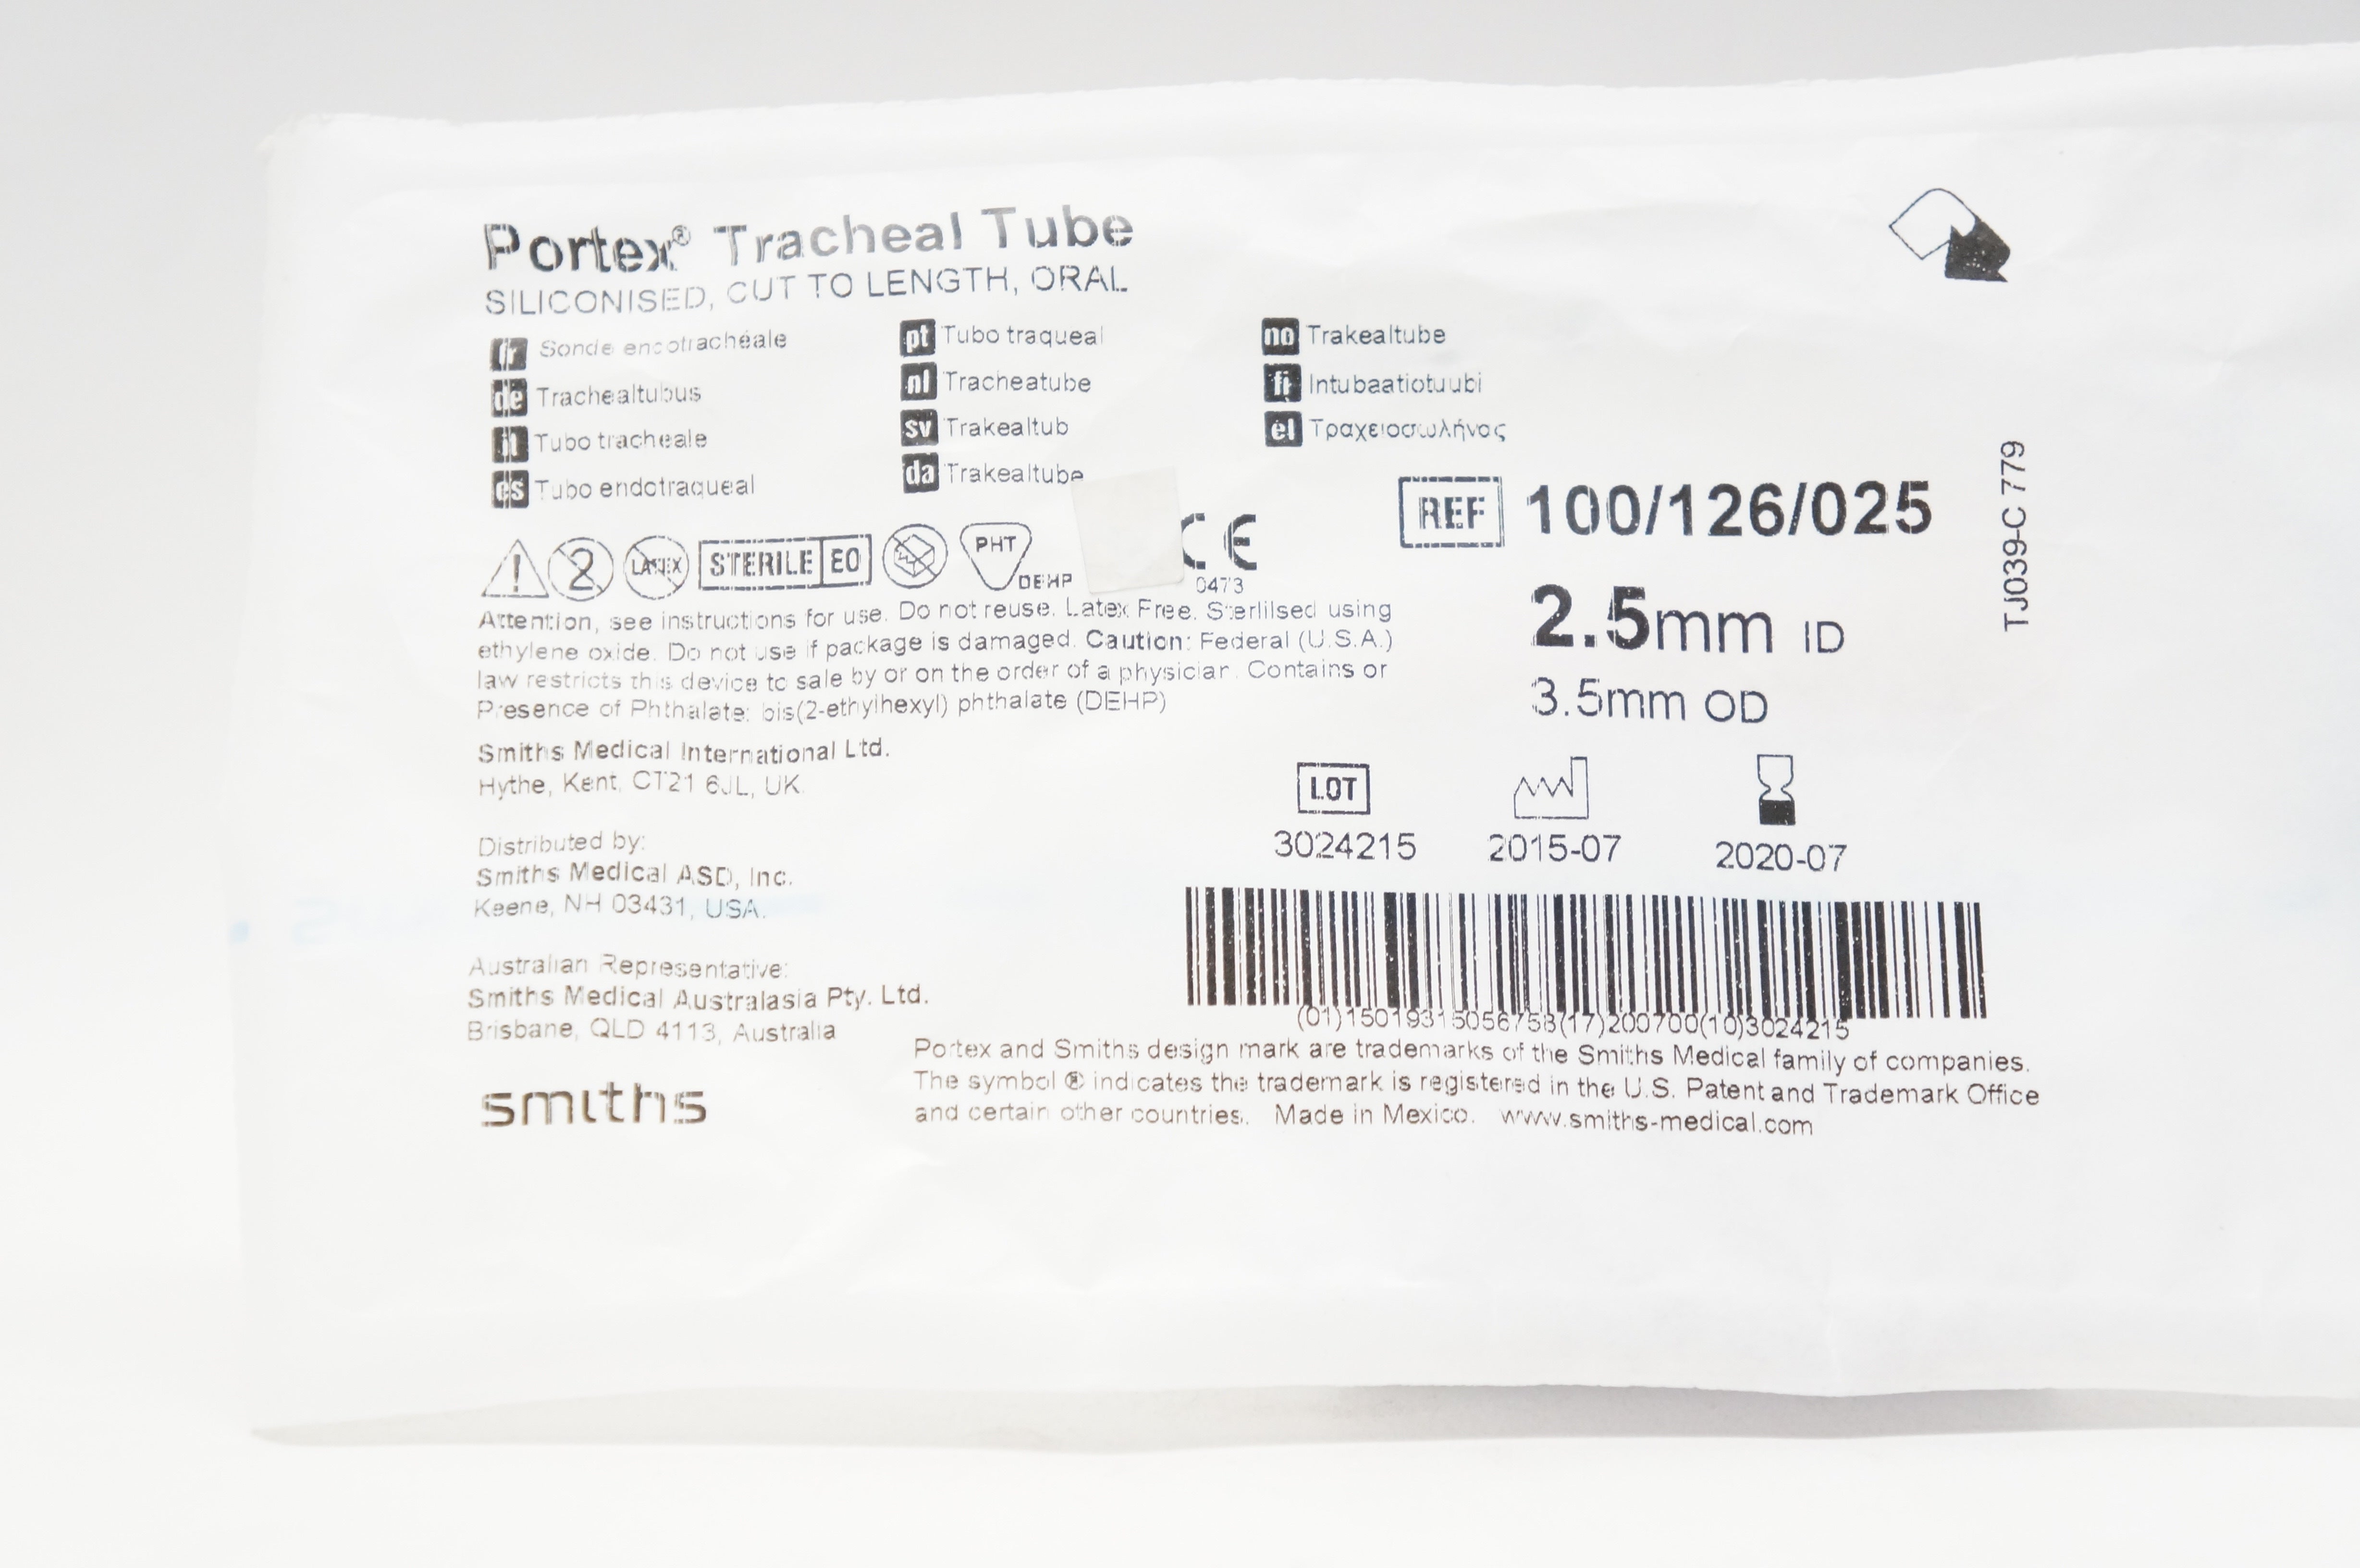 Portex® Tracheal Tube
SILICONISED, CUT TO LENGTH, ORAL
fr Sonde endotrachéale
de Trachealtubus
it Tubo tracheale
es Tubo endotraqueal
pt Tubo traqueal
nl Tracheatube
sv Trakealtub
da Trakealtube
no Trakealtube
fi Intubaatiotuubi
el Τραχειοσωλήνας
REF 100/126/025
TJ039-C 779
2 LATEX STERILE EO PHT DEHP CE 0473
Attention, see instructions for use. Do not reuse. Latex Free. Sterlilsed using
ethylene oxide. Do not use if package is damaged. Caution: Federal (U.S.A.)
law restricts this device to sale by or on the order of a physician. Contains or
Presence of Phthalate: bis(2-ethylhexyl) phthalate (DEHP)
2.5mm ID
3.5mm OD
Smiths Medical International Ltd.
Hythe, Kent, CT21 6JL, UK.
Distributed by:
Smiths Medical ASD, Inc.
Keene, NH 03431, USA.
Australian Representative:
Smiths Medical Australasia Pty. Ltd.
Brisbane, QLD 4113, Australia
smiths
LOT
3024215
2015-07
2020-07
(01)15019315056758(17)200700(10)3024215
Portex and Smiths design mark are trademarks of the Smiths Medical family of companies.
The symbol ® indicates the trademark is registered in the U.S. Patent and Trademark Office
and certain other countries. Made in Mexico. www.smiths-medical.com